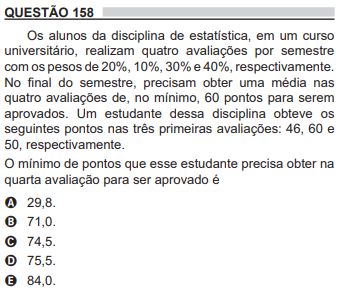 QUESTÃO 158
Os alunos da disciplina de estatística, em um curso
universitário, realizam quatro avaliações por semestre
com os pesos de 20%, 10%, 30% e 40%, respectivamente.
No final do semestre, precisam obter uma média nas
quatro avaliações de, no mínimo, 60 pontos para serem
aprovados. Um estudante dessa disciplina obteve os
seguintes pontos nas três primeiras avaliações: 46, 60 e
50, respectivamente.
O mínimo de pontos que esse estudante precisa obter na
quarta avaliação para ser aprovado é
A 29,8.
B 71,0.
C 74,5.
D 75,5.
E 84,0.